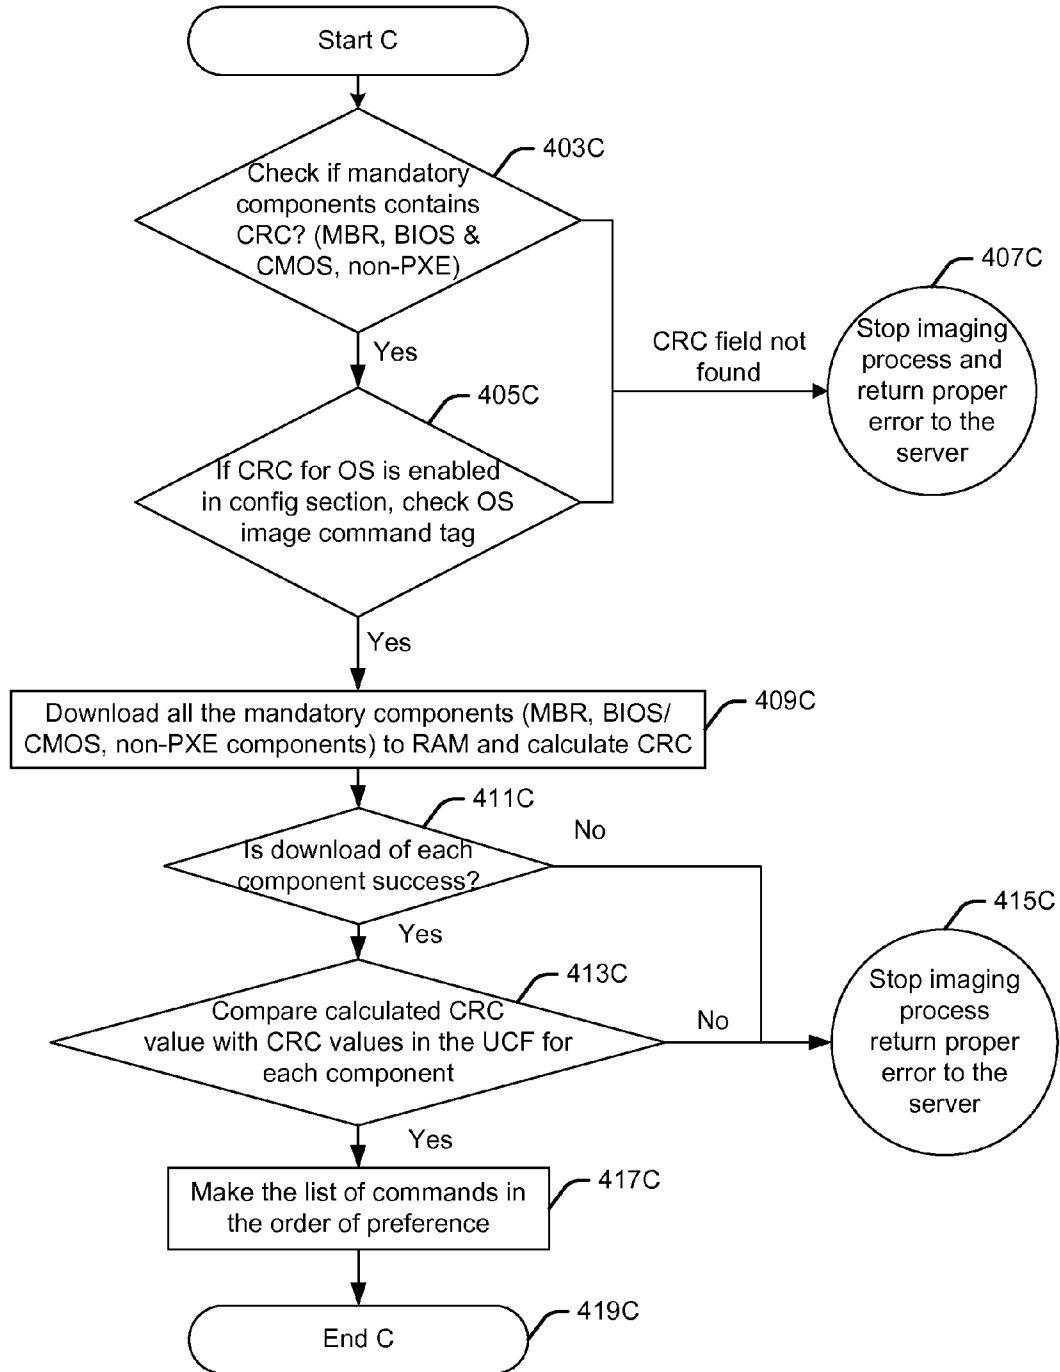 Start C
403C
Check if mandatory
components contains
CRC? (MBR, BIOS &
CMOS, non-PXE)
407C
Stop imaging
process and
return proper
error to the
server
CRC field not
found
Yes
405C
If CRC for OS is enabled
in config section, check OS
image command tag
Yes
409C
Download all the mandatory components (MBR, BIOS/
CMOS, non-PXE components) to RAM and calculate CRC
411C
No
Is download of each
component success?
415C
Yes
413C
Stop imaging
process
return proper
error to the
server
Compare calculated CRC
value with CRC values in the UCF for
each component
No
Yes
417C
Make the list of commands in
the order of preference
419C
End C